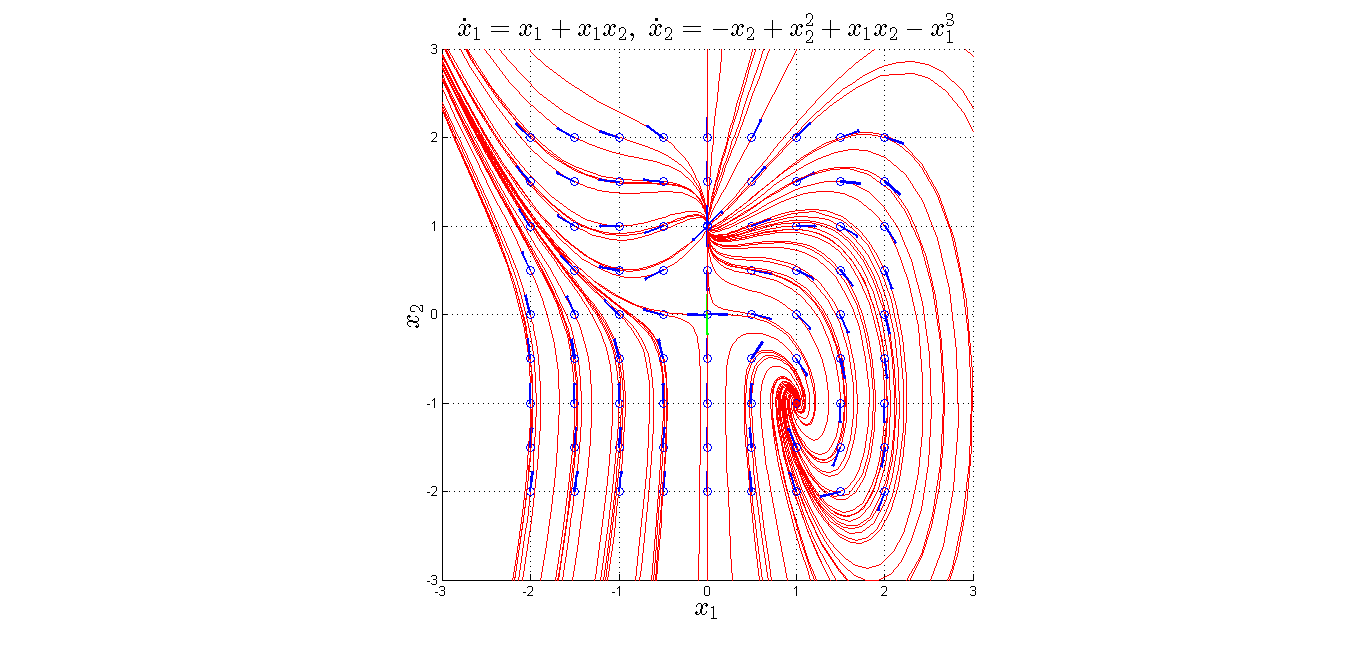 ẋ₁ = x₁ + x₁x₂, ẋ₂ = −x₂ + x₂² + x₁x₂ − x₁³
3
2
1
0
-1
-2
-3
x₂
-3 -2 -1 0 1 2 3
x₁